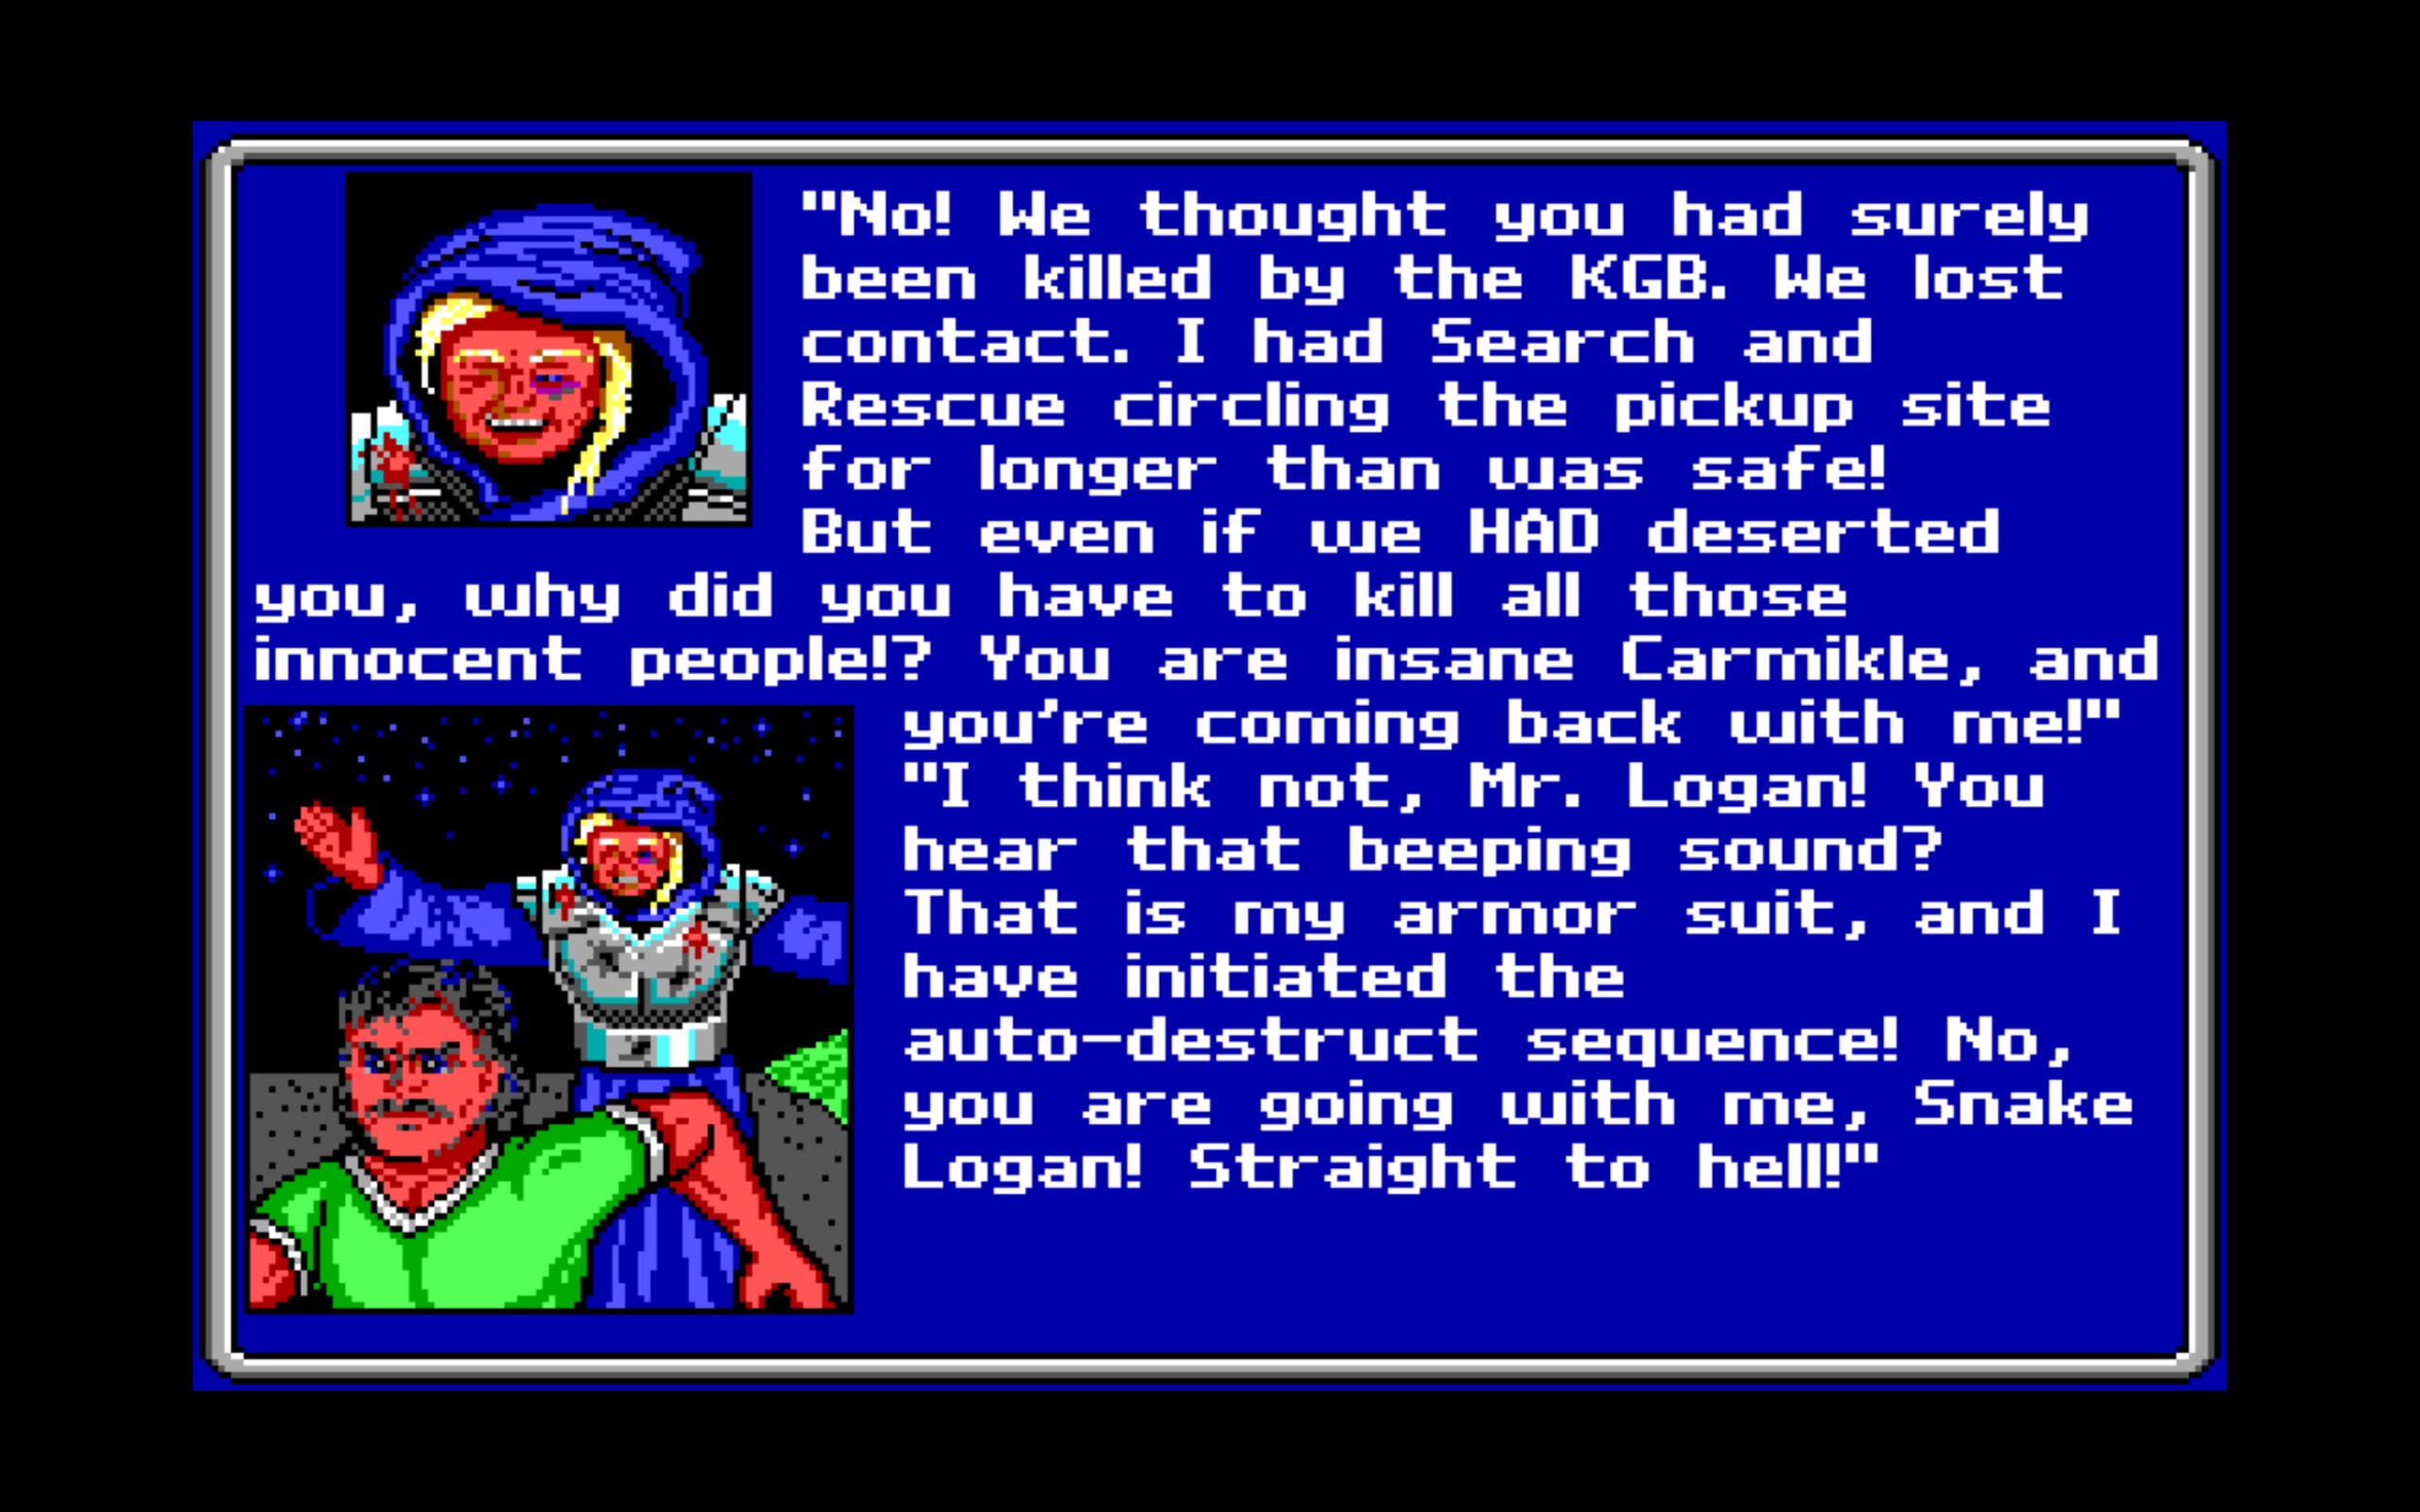 "No! We thought you had surely
been killed by the KGB. We lost
contact. I had Search and
Rescue circling the pickup site
for longer than was safe!
But even if we HAD deserted
you, why did you have to kill all those
innocent people!? You are insane Carmikle, and
you're coming back with me!"
"I think not, Mr. Logan! You
hear that beeping sound?
That is my armor suit, and I
have initiated the
auto-destruct sequence! No,
you are going with me, Snake
Logan! Straight to hell!"